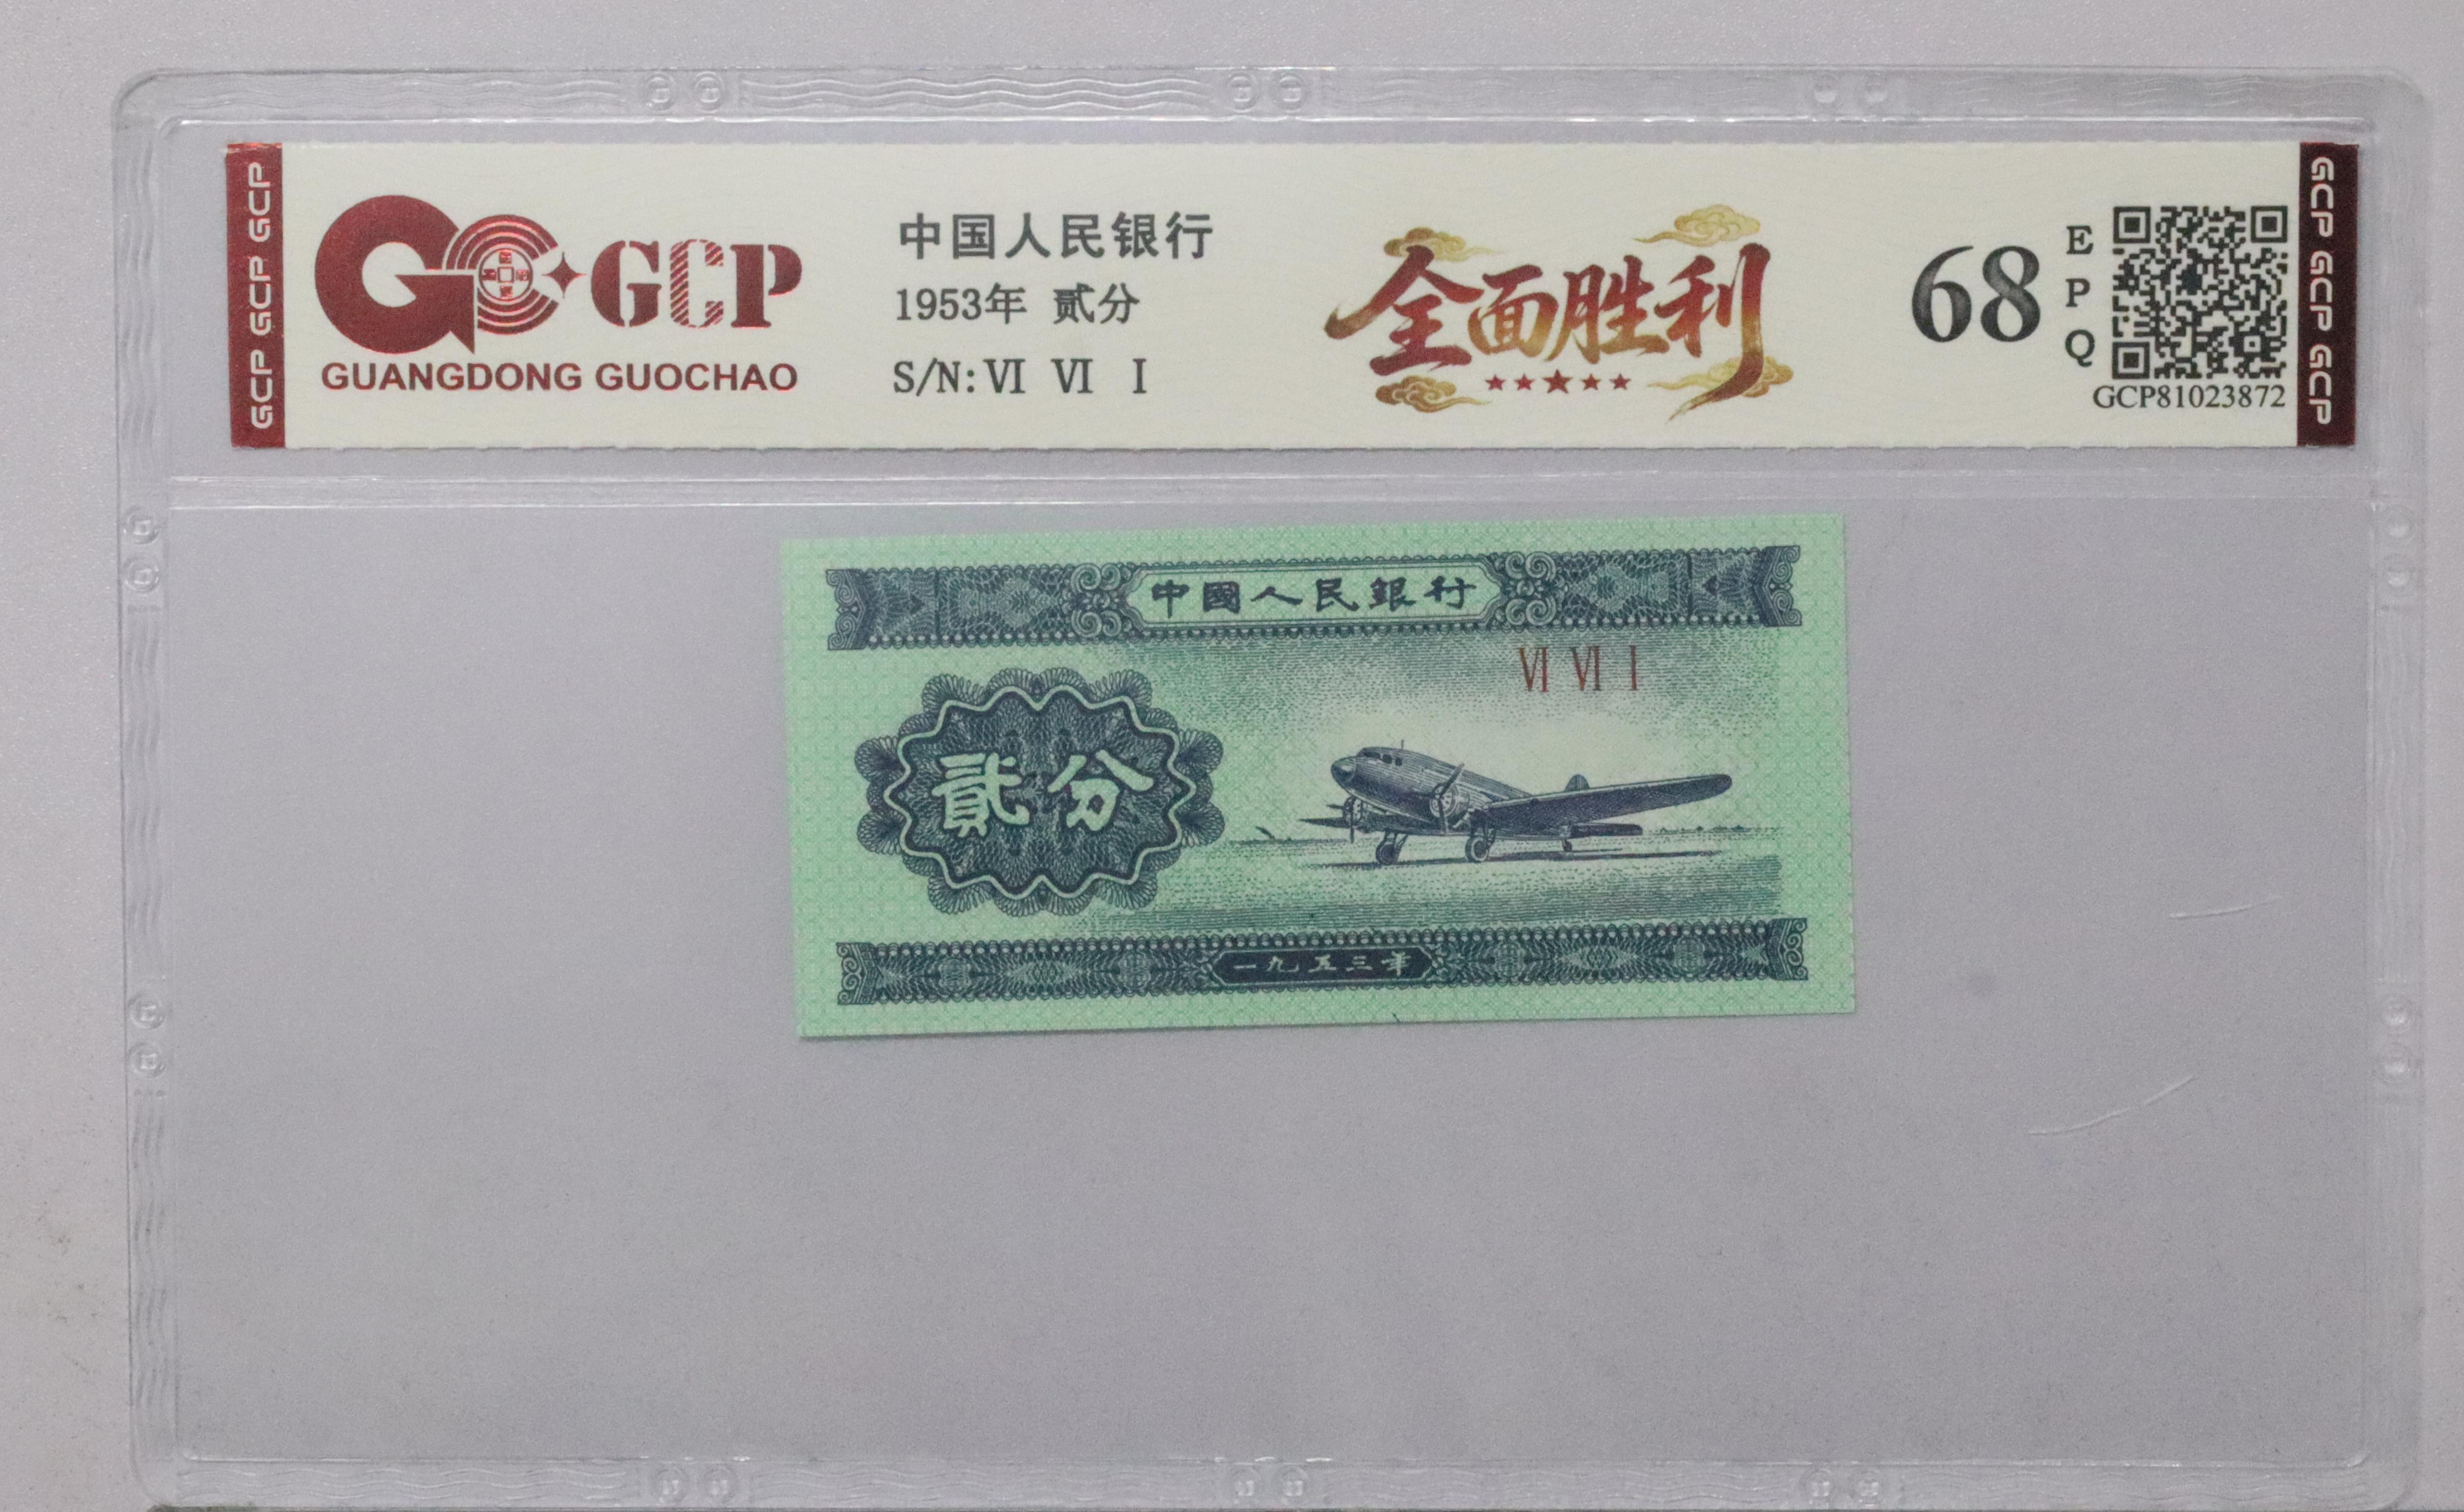 GCP GCP GCP
GCP
GUANGDONG GUOCHAO
中国人民银行
1953年 贰分
S/N: VI VI I
全面胜利
68
EPQ
GCP81023872
GCP GCP GCP
中國人民銀行
VI VI I
貳分
一九五三年